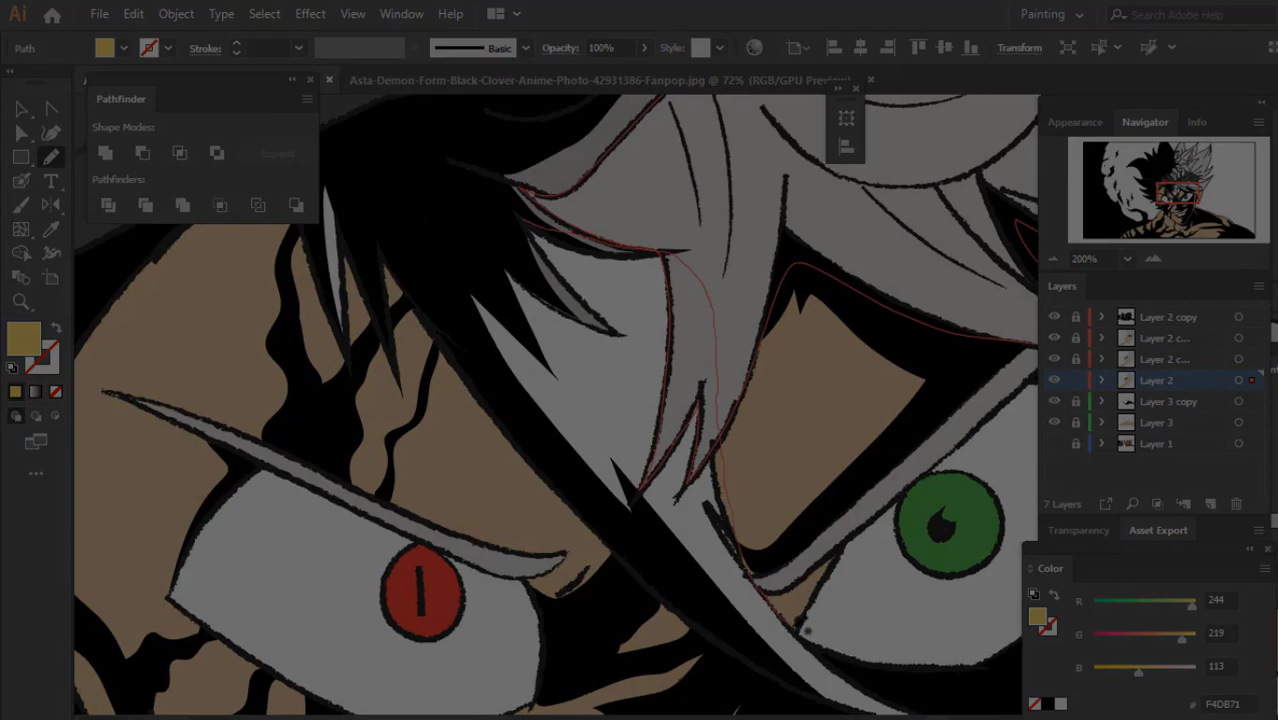 Ai File Edit Object Type Select Effect View Window Help Painting Search Adobe Help
Path Stroke: Basic Opacity: 100% Style: Transform
Asta-Demon-Form-Black-Clover-Anime-Photo-42931386-Fanpop.jpg @ 72% (RGB/GPU Preview)
Pathfinder
Shape Modes:
Expand
Pathfinders:
Appearance Navigator Info
200%
Layers
Layer 2 copy
Layer 2 c...
Layer 2 c...
Layer 2
Layer 3 copy
Layer 3
Layer 1
7 Layers
Transparency Asset Export
Color
R 244
G 219
B 113
# F4DB71